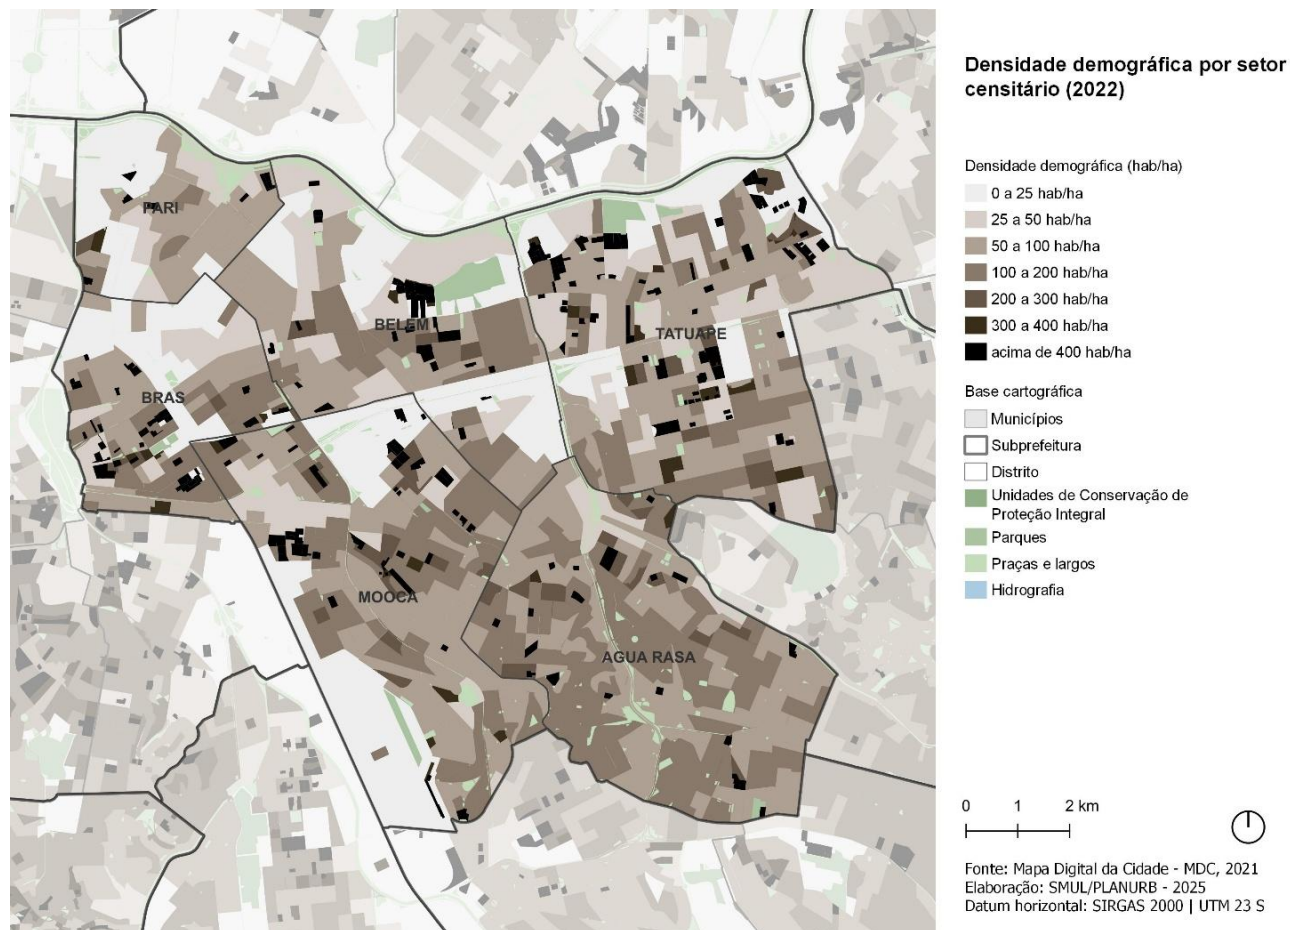 Densidade demográfica por setor
censitário (2022)
Densidade demográfica (hab/ha)
0 a 25 hab/ha
25 a 50 hab/ha
50 a 100 hab/ha
100 a 200 hab/ha
200 a 300 hab/ha
300 a 400 hab/ha
acima de 400 hab/ha
Base cartográfica
Municípios
Subprefeitura
Distrito
Unidades de Conservação de
Proteção Integral
Parques
Praças e largos
Hidrografia
PARI
BELEM
TATUAPE
BRAS
MOOCA
AGUA RASA
0 1 2 km
Fonte: Mapa Digital da Cidade - MDC, 2021
Elaboração: SMUL/PLANURB - 2025
Datum horizontal: SIRGAS 2000 | UTM 23 S